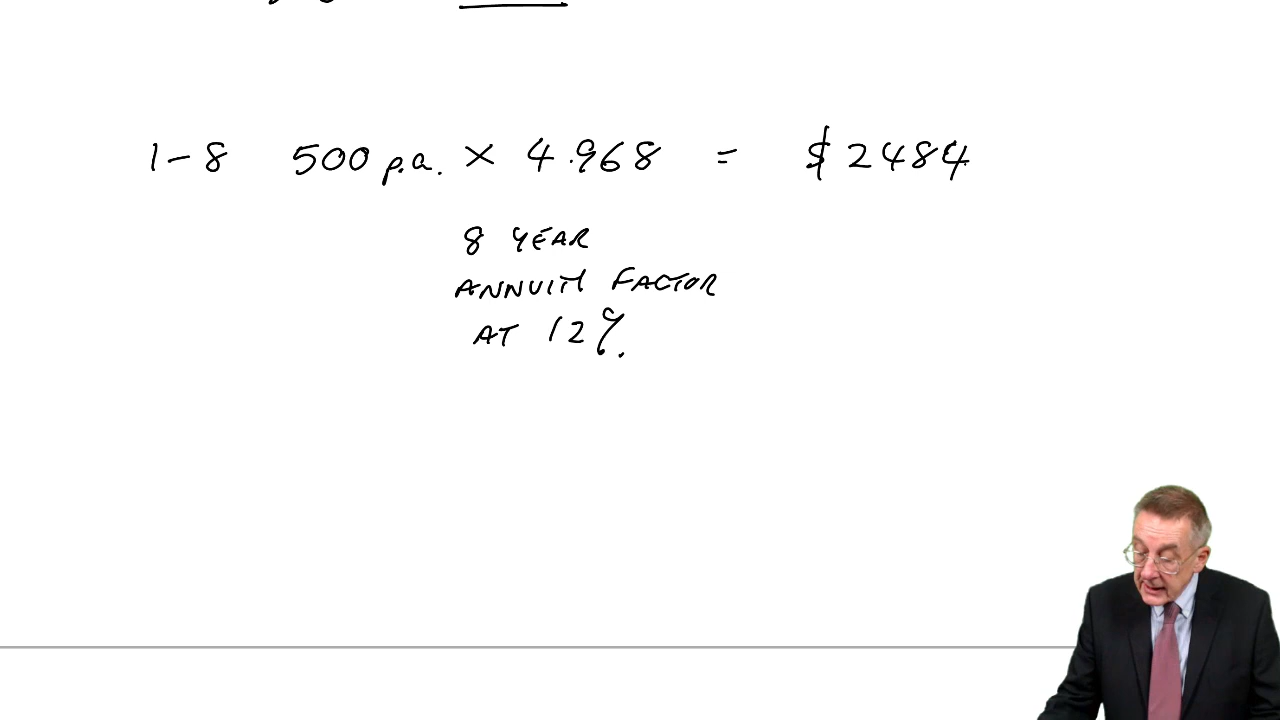 1-8 500 p.a. × 4.968 = $2484
8 YEAR
ANNUITY FACTOR
AT 12%.